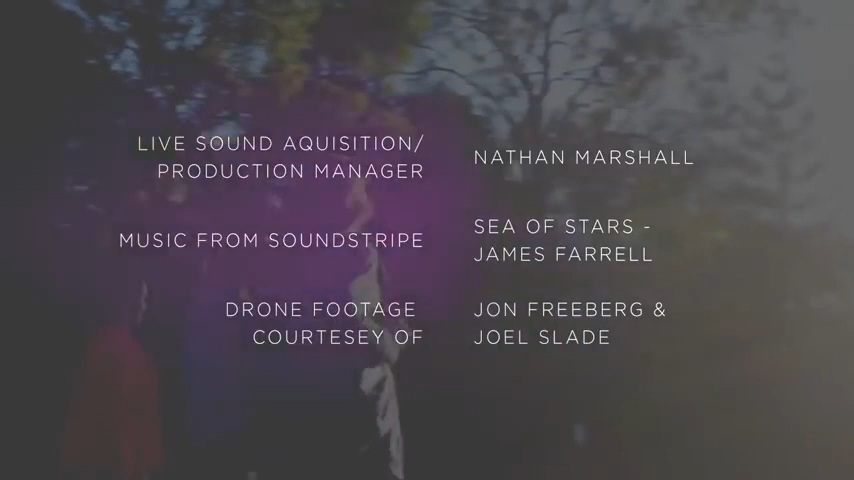 LIVE SOUND AQUISITION/
PRODUCTION MANAGER
NATHAN MARSHALL
MUSIC FROM SOUNDSTRIPE
SEA OF STARS -
JAMES FARRELL
DRONE FOOTAGE
COURTESEY OF
JON FREEBERG &
JOEL SLADE